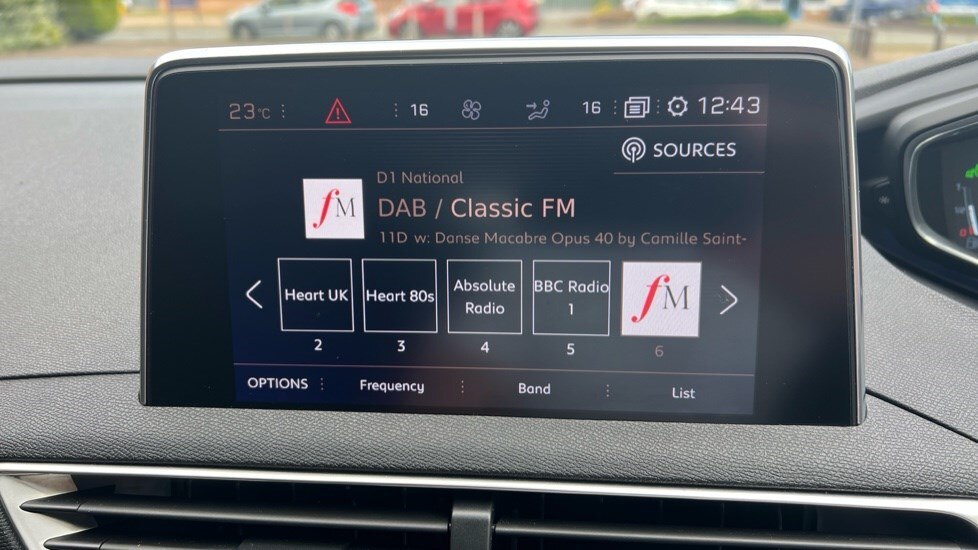 23°C 16 16 12:43
SOURCES
D1 National
fM
DAB / Classic FM
11D w: Danse Macabre Opus 40 by Camille Saint-
Heart UK
Heart 80s
Absolute
Radio
BBC Radio
1
fM
2 3 4 5 6
OPTIONS Frequency Band List